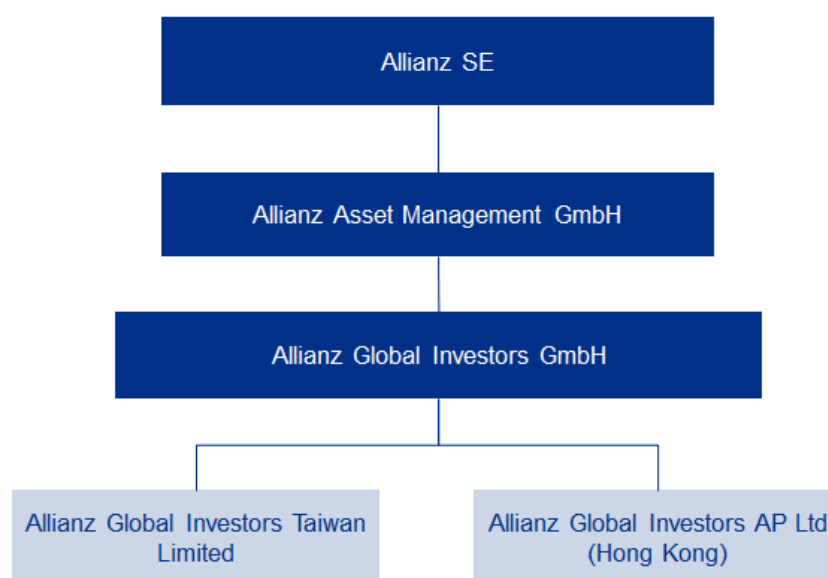 Allianz SE
Allianz Asset Management GmbH
Allianz Global Investors GmbH
Allianz Global Investors Taiwan
Limited
Allianz Global Investors AP Ltd
(Hong Kong)